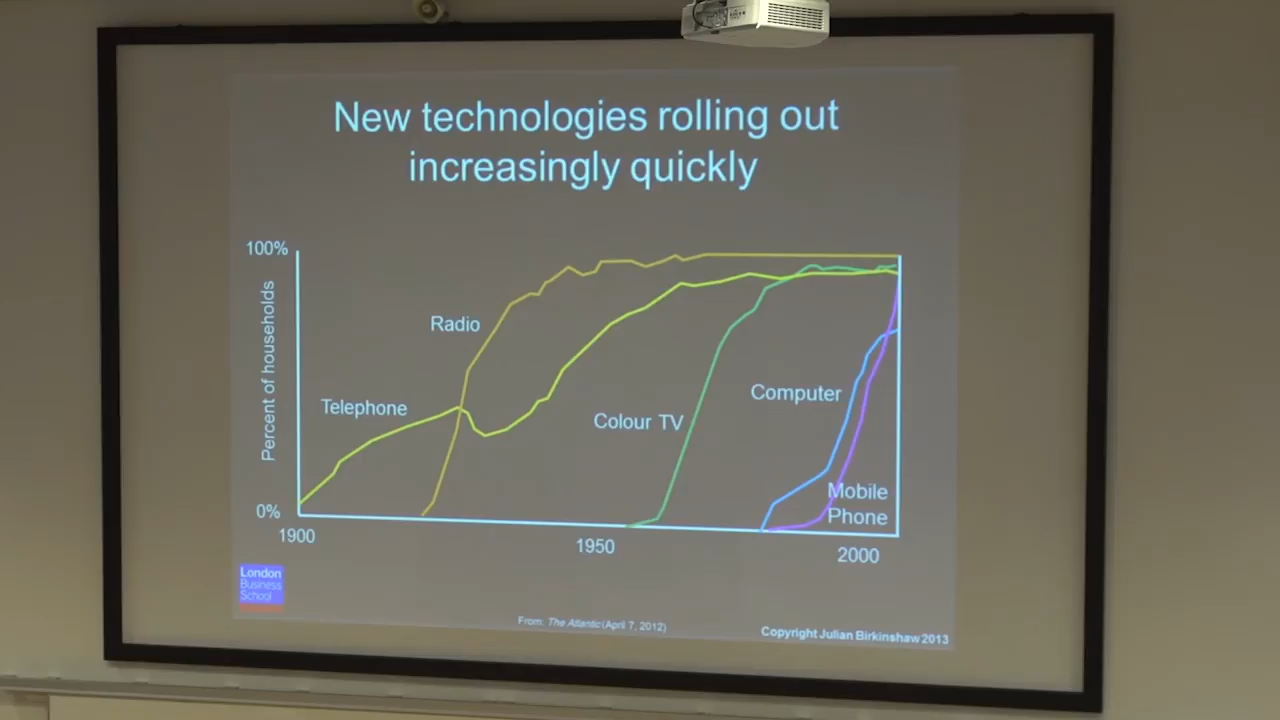 New technologies rolling out
increasingly quickly
100%
Percent of households
Radio
Telephone
Colour TV
Computer
Mobile
Phone
0%
1900
1950
2000
London
Business
School
From: The Atlantic (April 7, 2012)
Copyright Julian Birkinshaw 2013